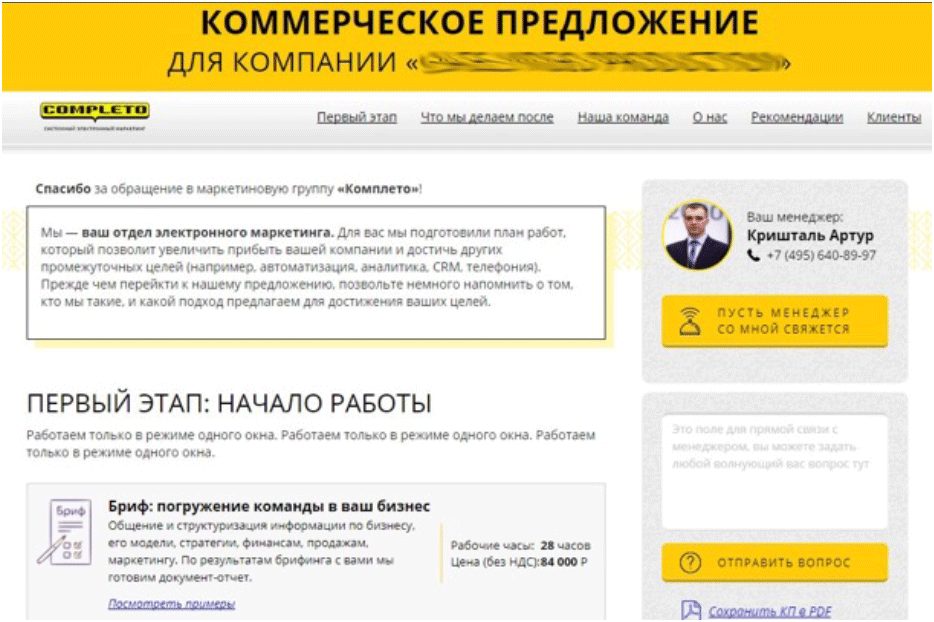 КОММЕРЧЕСКОЕ ПРЕДЛОЖЕНИЕ
ДЛЯ КОМПАНИИ « »
COMPLETO
СИСТЕМНЫЙ ЭЛЕКТРОННЫЙ МАРКЕТИНГ
Первый этап Что мы делаем после Наша команда О нас Рекомендации Клиенты
Спасибо за обращение в маркетиновую группу «Комплето»!
Мы — ваш отдел электронного маркетинга. Для вас мы подготовили план работ,
который позволит увеличить прибыть вашей компании и достичь других
промежуточных целей (например, автоматизация, аналитика, CRM, телефония).
Прежде чем перейти к нашему предложению, позвольте немного напомнить о том,
кто мы такие, и какой подход предлагаем для достижения ваших целей.
Ваш менеджер:
Кришталь Артур
+7 (495) 640-89-97
ПУСТЬ МЕНЕДЖЕР
СО МНОЙ СВЯЖЕТСЯ
ПЕРВЫЙ ЭТАП: НАЧАЛО РАБОТЫ
Работаем только в режиме одного окна. Работаем только в режиме одного окна. Работаем
только в режиме одного окна.
Бриф
Бриф: погружение команды в ваш бизнес
Общение и структуризация информации по бизнесу,
его модели, стратегии, финансам, продажам,
маркетингу. По результатам брифинга с вами мы
готовим документ-отчет.
Посмотреть примеры
Рабочие часы: 28 часов
Цена (без НДС):84 000 Р
Это поле для прямой связи с
менеджером, вы можете задать
любой волнующий вас вопрос тут
ОТПРАВИТЬ ВОПРОС
Сохранить КП в PDF